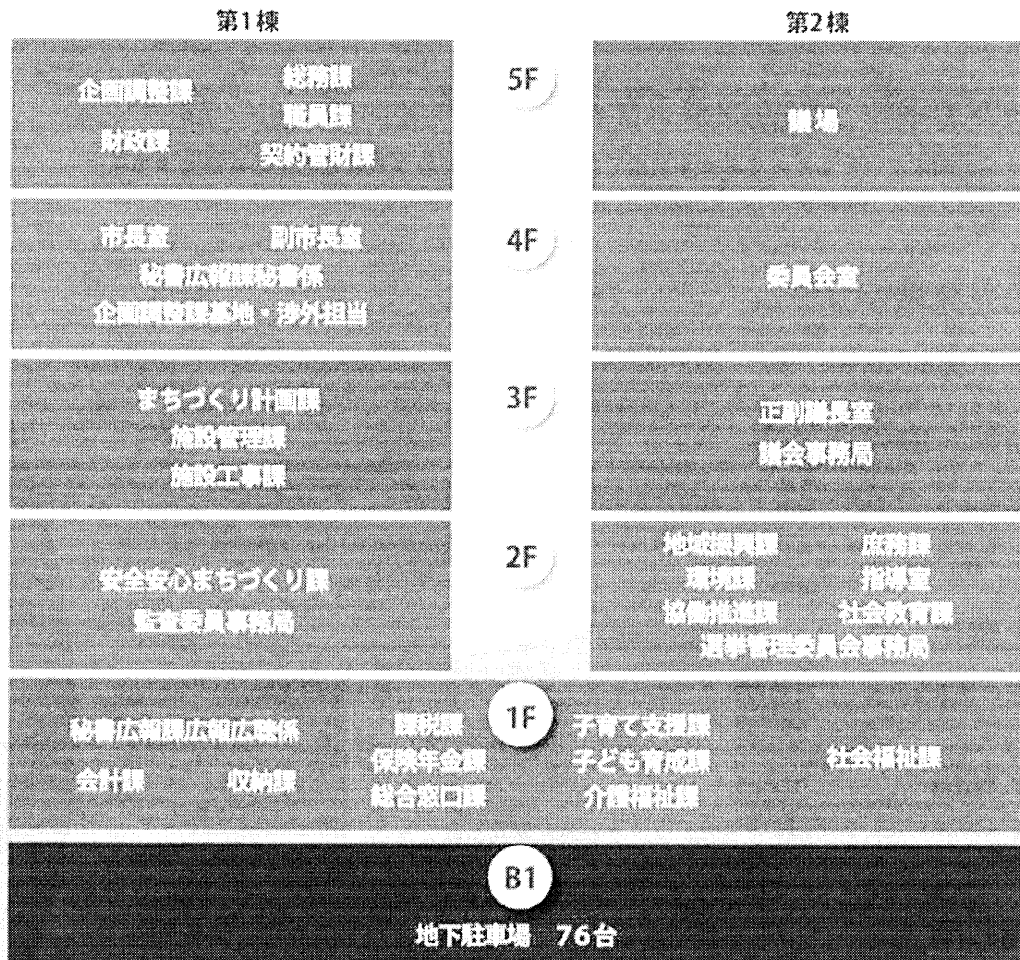 第1棟
第2棟
5F
企画調整課
財政課
総務課
職員課
契約管財課
議場
4F
市長室 副市長室
秘書広報課秘書係
企画調整課基地・渉外担当
委員会室
3F
まちづくり計画課
施設管理課
施設工事課
正副議長室
議会事務局
2F
安全安心まちづくり課
監査委員事務局
地域振興課 庶務課
環境課 指導室
協働推進課 社会教育課
選挙管理委員会事務局
1F
秘書広報課広報広聴係
会計課 収納課
課税課
保険年金課
総合窓口課
子育て支援課
子ども育成課
介護福祉課
社会福祉課
B1
地下駐車場 76台